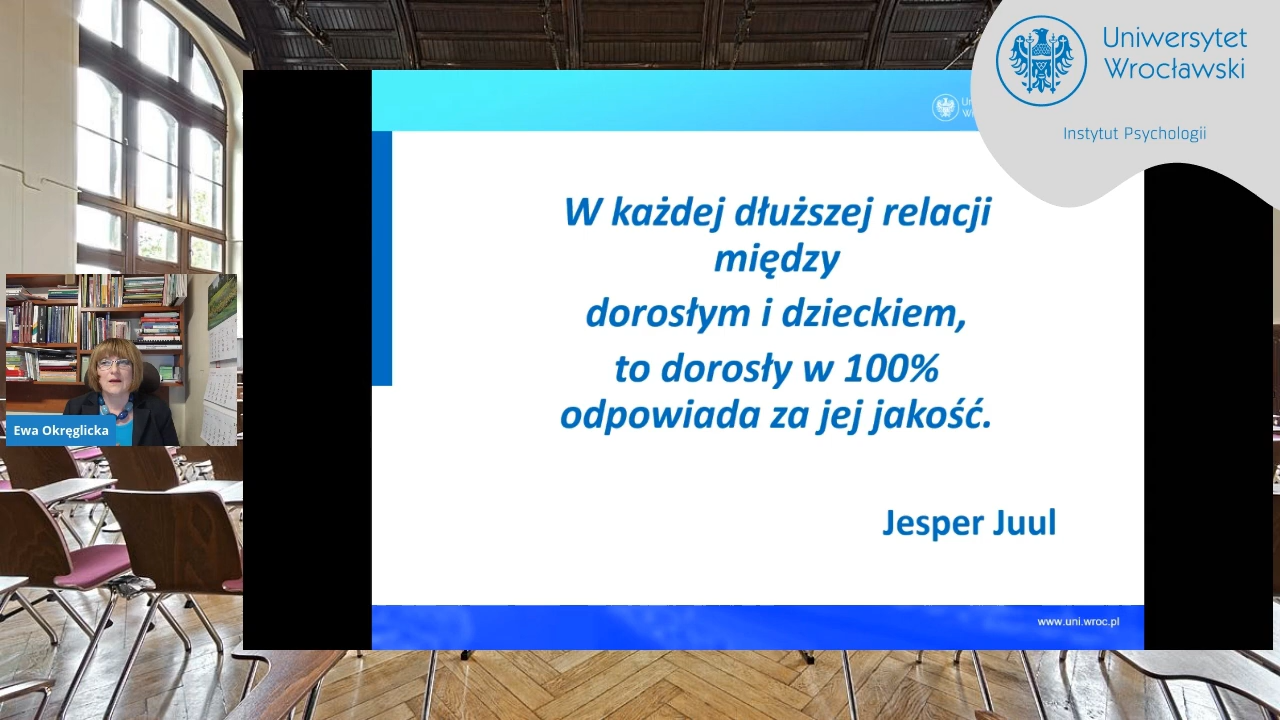 Uniwersytet
Wrocławski
Instytut Psychologii
W każdej dłuższej relacji
między
dorosłym i dzieckiem,
to dorosły w 100%
odpowiada za jej jakość.
Jesper Juul
Ewa Okręglicka
www.uni.wroc.pl